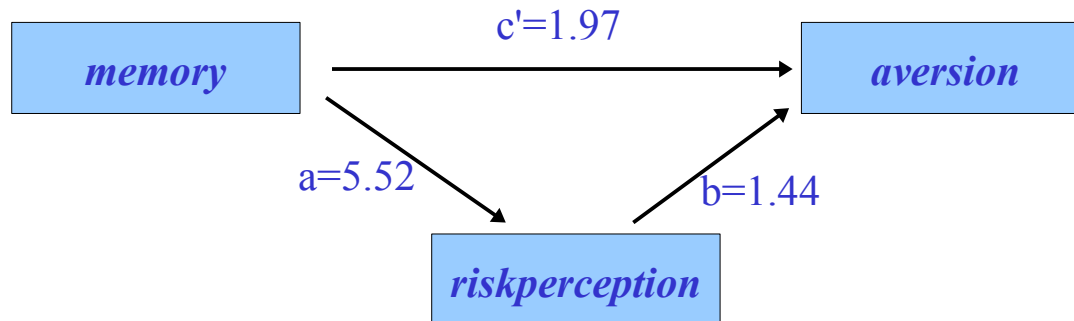 c'=1.97
memory
aversion
a=5.52
b=1.44
riskperception